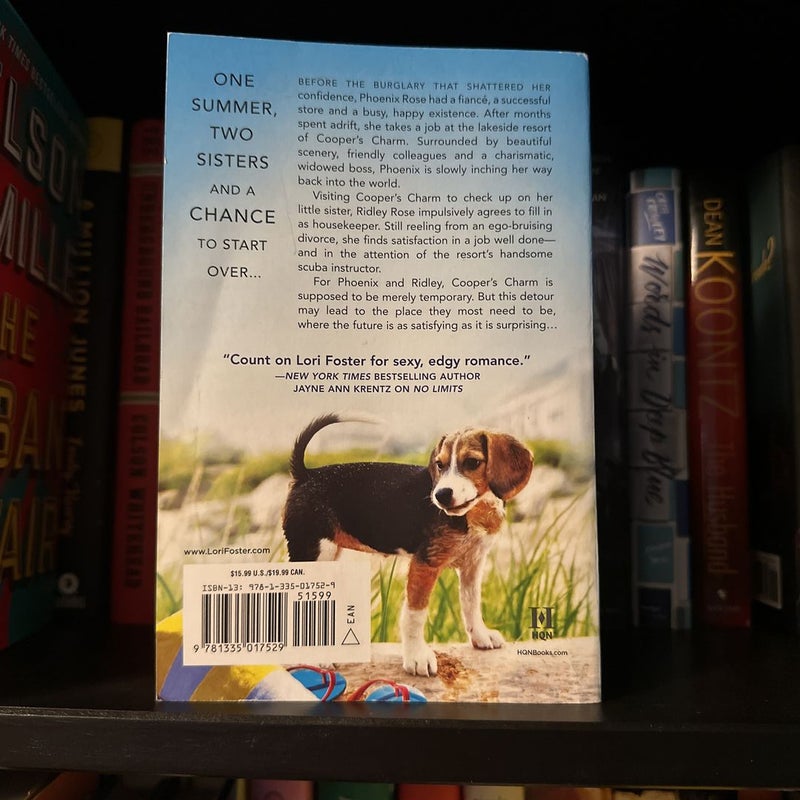 ONE
SUMMER,
TWO
SISTERS
AND A
CHANCE
TO START
OVER...
BEFORE THE BURGLARY THAT SHATTERED HER
confidence, Phoenix Rose had a fiancé, a successful
store and a busy, happy existence. After months
spent adrift, she takes a job at the lakeside resort
of Cooper's Charm. Surrounded by beautiful
scenery, friendly colleagues and a charismatic,
widowed boss, Phoenix is slowly inching her way
back into the world.
Visiting Cooper's Charm to check up on her
little sister, Ridley Rose impulsively agrees to fill in
as housekeeper. Still reeling from an ego-bruising
divorce, she finds satisfaction in a job well done—
and in the attention of the resort's handsome
scuba instructor.
For Phoenix and Ridley, Cooper's Charm is
supposed to be merely temporary. But this detour
may lead to the place they most need to be,
where the future is as satisfying as it is surprising...
"Count on Lori Foster for sexy, edgy romance."
—NEW YORK TIMES BESTSELLING AUTHOR
JAYNE ANN KRENTZ ON NO LIMITS
www.LoriFoster.com
$15.99 U.S./$19.99 CAN.
ISBN-13: 978-1-335-01752-9
51599
9 781335 017529
EAN
H
HQN
HQNBooks.com
A MILLION JUNES
COLSON WHITEHEAD
Words in Deep Blue
DEAN KOONTZ
The Husband